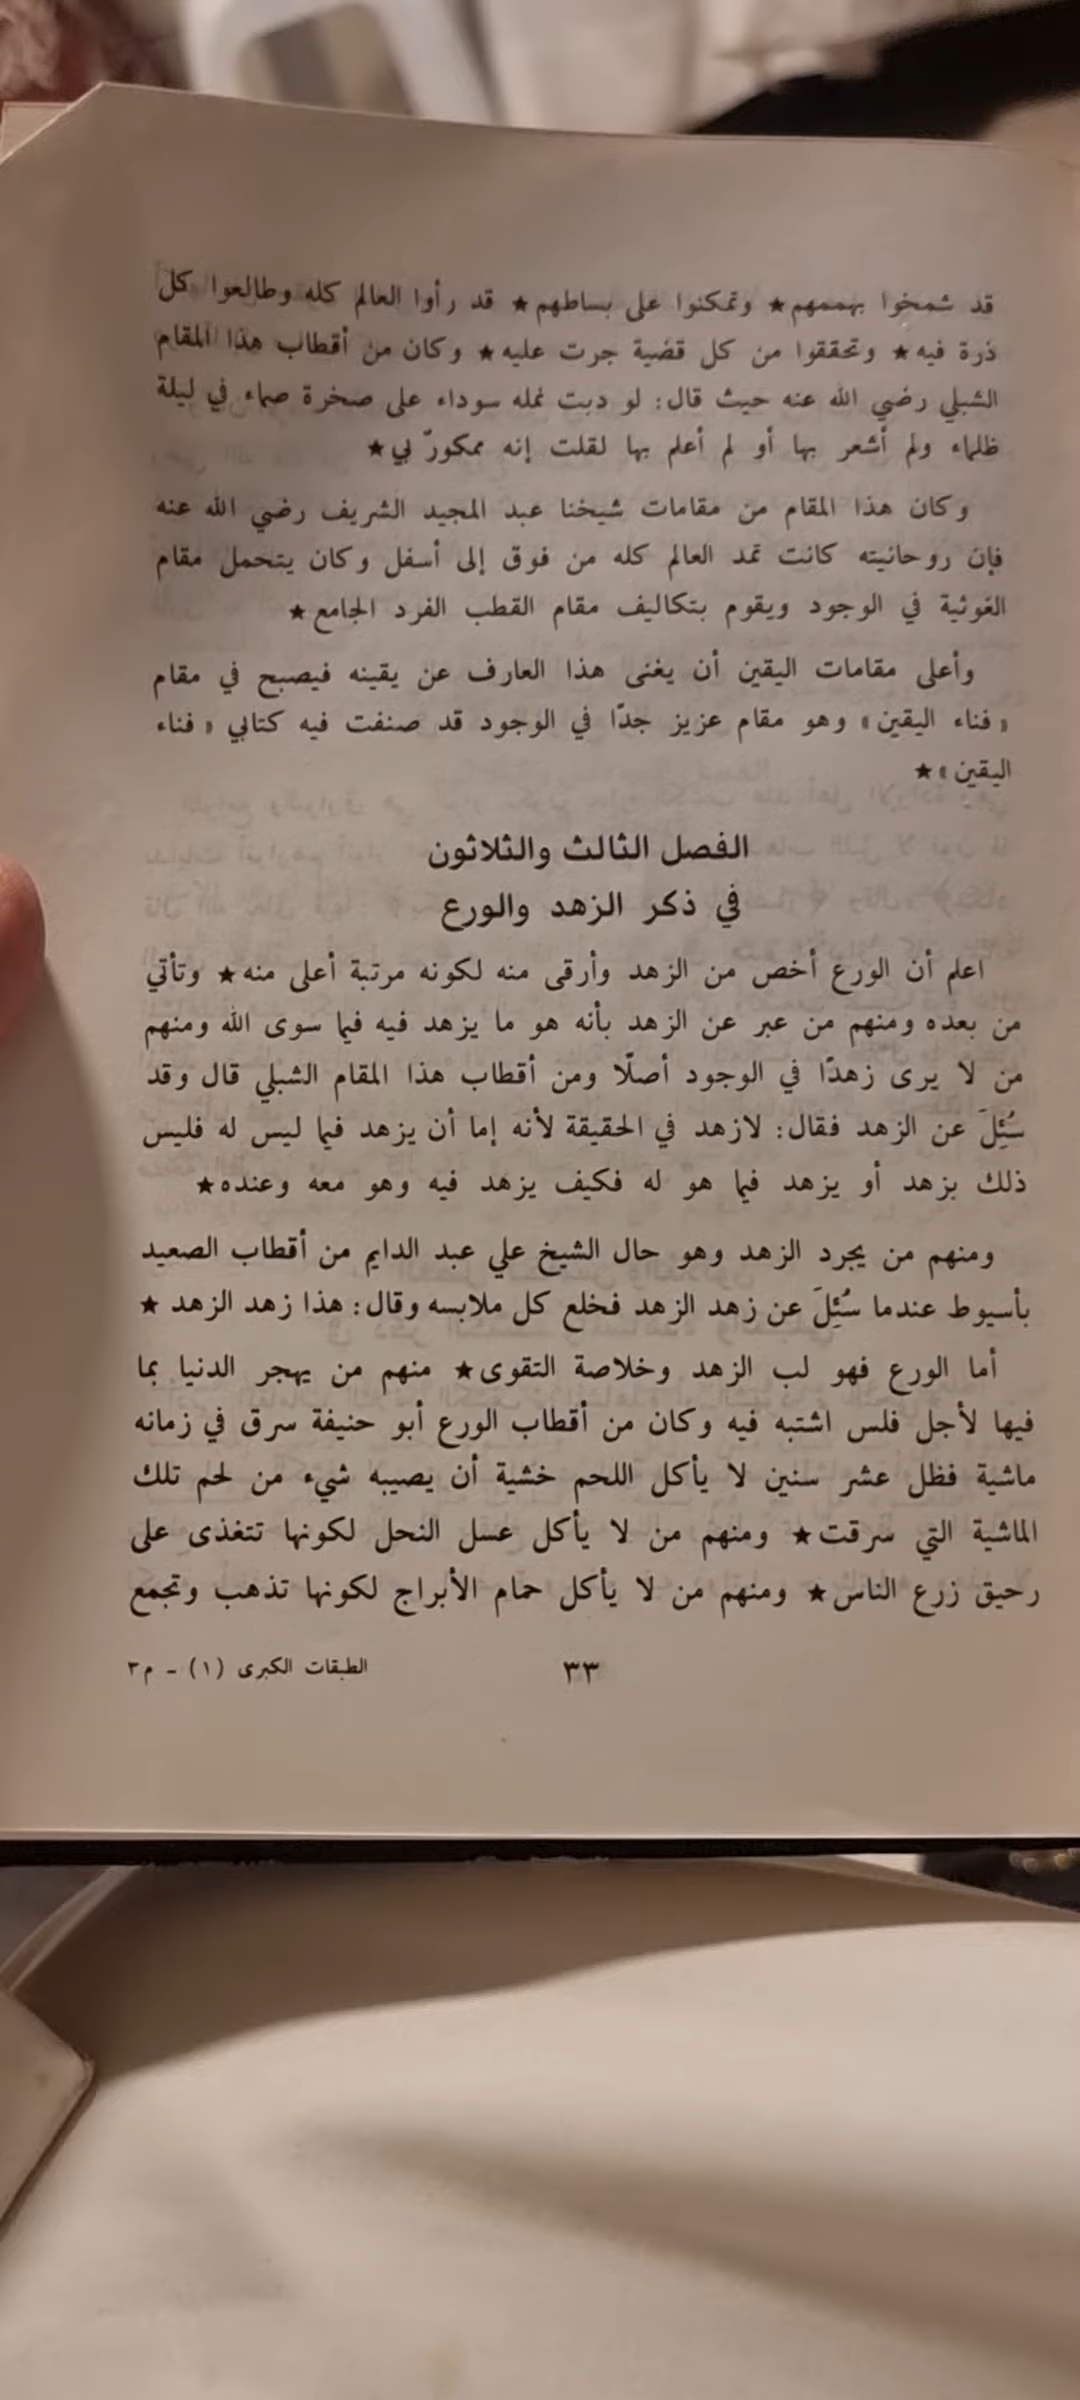 قد شمخوا بهممهم ★ وتمكنوا على بساطهم ★ قد رأوا العالم كله وطالعوا كل
ذرة فيه ★ وتحققوا من كل قضية جرت عليه ★ وكان من أقطاب هذا المقام
الشبلي رضي الله عنه حيث قال: لو دبت نمله سوداء على صخرة صماء في ليلة
ظلماء ولم أشعر بها أو لم أعلم بها لقلت إنه ممكورٌ بي ★
وكان هذا المقام من مقامات شيخنا عبد المجيد الشريف رضي الله عنه
فإن روحانيته كانت تمد العالم كله من فوق إلى أسفل وكان يتحمل مقام
الغوثية في الوجود ويقوم بتكاليف مقام القطب الفرد الجامع ★
وأعلى مقامات اليقين أن يغنى هذا العارف عن يقينه فيصبح في مقام
« فناء اليقين » وهو مقام عزيز جدًا في الوجود قد صنفت فيه كتابي « فناء
اليقين » ★
الفصل الثالث والثلاثون
في ذكر الزهد والورع
اعلم أن الورع أخص من الزهد وأرقى منه لكونه مرتبة أعلى منه ★ وتأتي
من بعده ومنهم من عبر عن الزهد بأنه هو ما يزهد فيه فيما سوى الله ومنهم
من لا يرى زهدًا في الوجود أصلًا ومن أقطاب هذا المقام الشبلي قال وقد
سُئِلَ عن الزهد فقال: لازهد في الحقيقة لأنه إما أن يزهد فيما ليس له فليس
ذلك بزهد أو يزهد فيما هو له فكيف يزهد فيه وهو معه وعنده ★
ومنهم من يجرد الزهد وهو حال الشيخ علي عبد الدايم من أقطاب الصعيد
بأسيوط عندما سُئِلَ عن زهد الزهد فخلع كل ملابسه وقال: هذا زهد الزهد ★
أما الورع فهو لب الزهد وخلاصة التقوى ★ منهم من يهجر الدنيا بما
فيها لأجل فلس اشتبه فيه وكان من أقطاب الورع أبو حنيفة سرق في زمانه
ماشية فظل عشر سنين لا يأكل اللحم خشية أن يصيبه شيء من لحم تلك
الماشية التي سرقت ★ ومنهم من لا يأكل عسل النحل لكونها تتغذى على
رحيق زرع الناس ★ ومنهم من لا يأكل حمام الأبراج لكونها تذهب وتجمع
٣٣ الطبقات الكبرى (١) - م٣